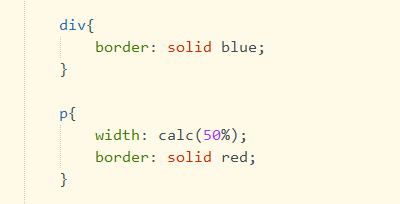 div{
    border: solid blue;
}

p{
    width: calc(50%);
    border: solid red;
}